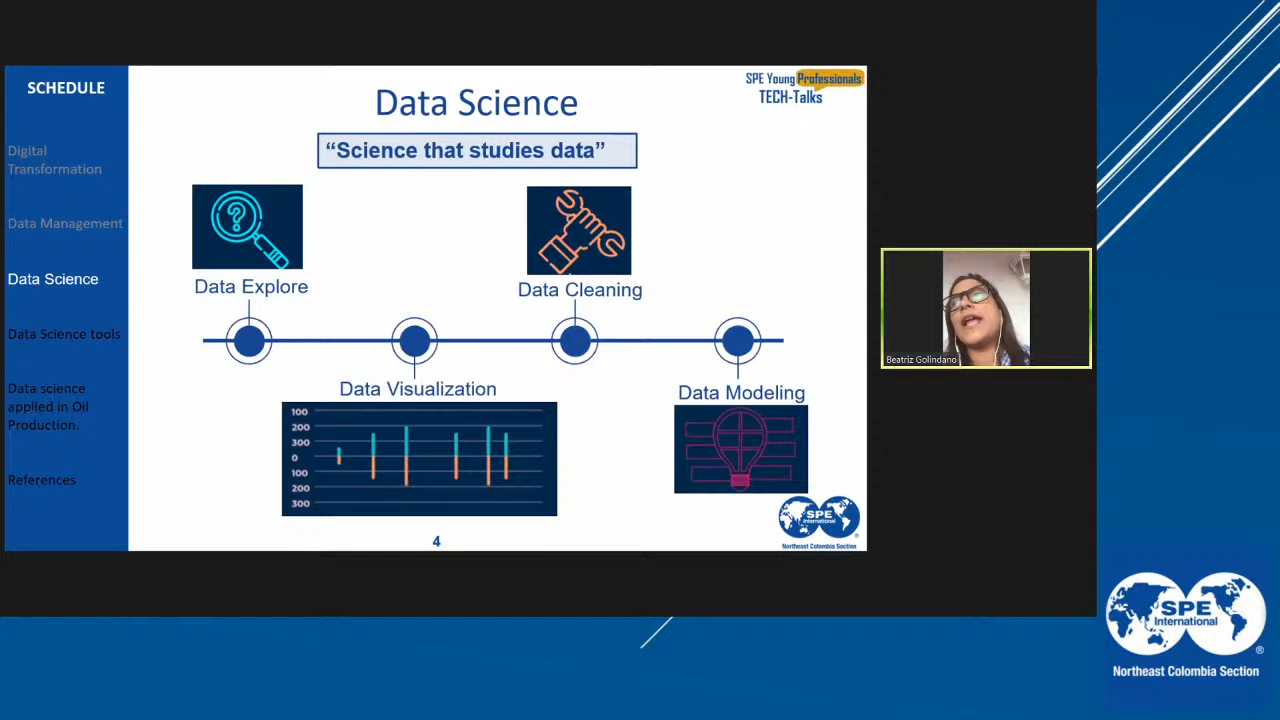 SCHEDULE
Digital
Transformation
Data Management
Data Science
Data Science tools
Data science
applied in Oil
Production.
References
SPE Young Professionals
TECH-Talks
Data Science
“Science that studies data”
Data Explore
Data Cleaning
Data Visualization
100
200
300
0
100
200
300
Data Modeling
SPE
International
®
Northeast Colombia Section
4
Beatriz Golindano
SPE
International
®
Northeast Colombia Section